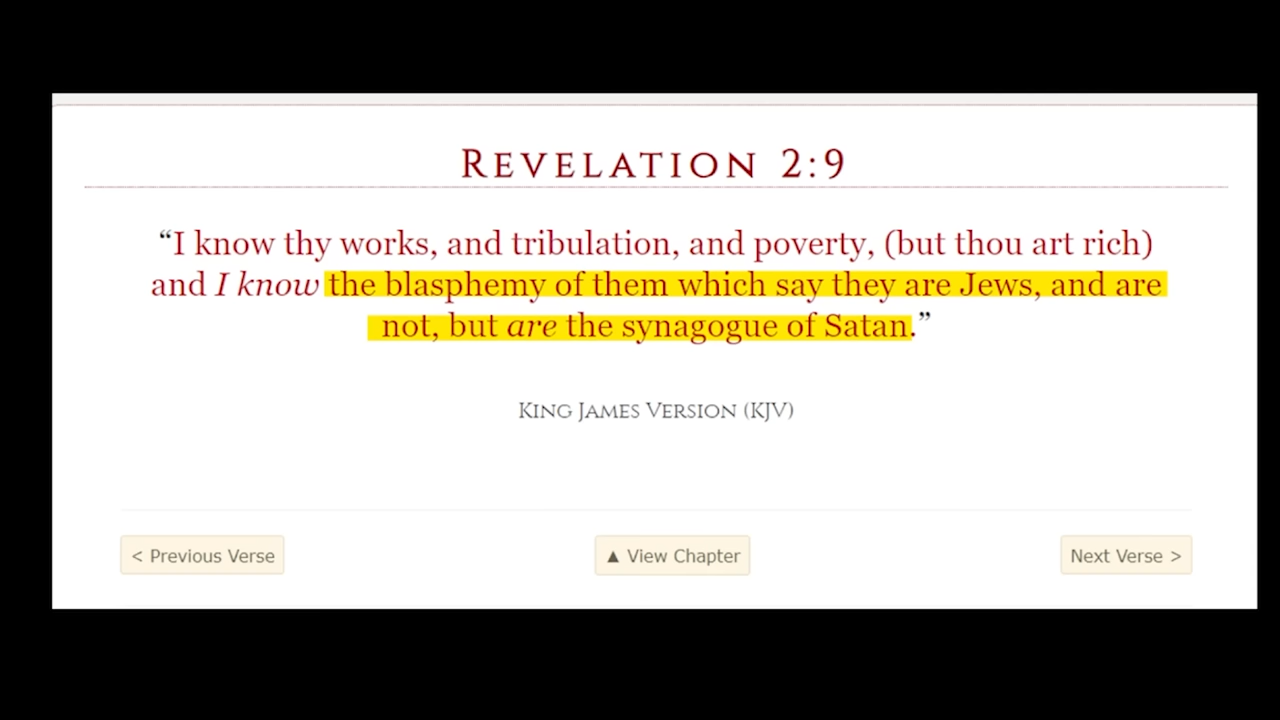 REVELATION 2:9
“I know thy works, and tribulation, and poverty, (but thou art rich)
and I know the blasphemy of them which say they are Jews, and are
not, but are the synagogue of Satan.”
KING JAMES VERSION (KJV)
< Previous Verse
▲ View Chapter
Next Verse >